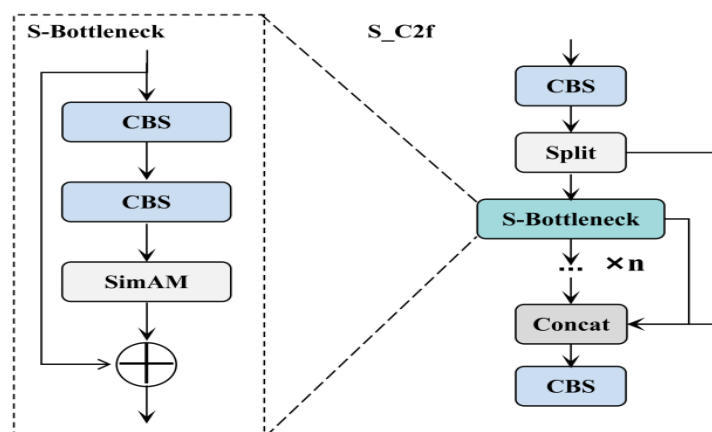 S-Bottleneck
CBS
CBS
SimAM
S_C2f
CBS
Split
S-Bottleneck
... ×n
Concat
CBS